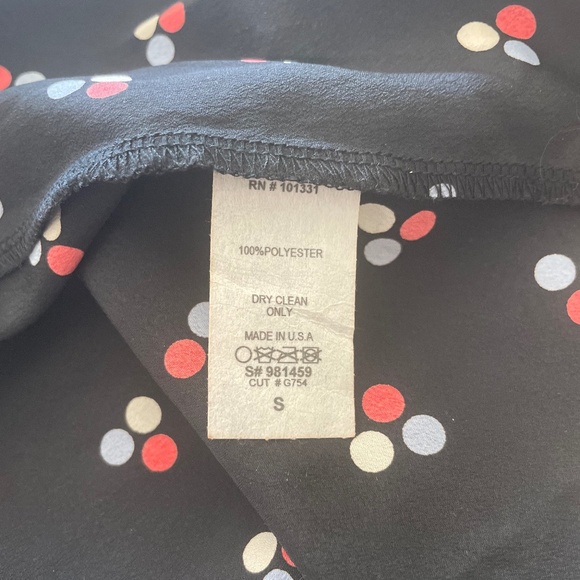 RN # 101331
100%POLYESTER
DRY CLEAN
ONLY
MADE IN U.S.A
S# 981459
CUT # G754
S